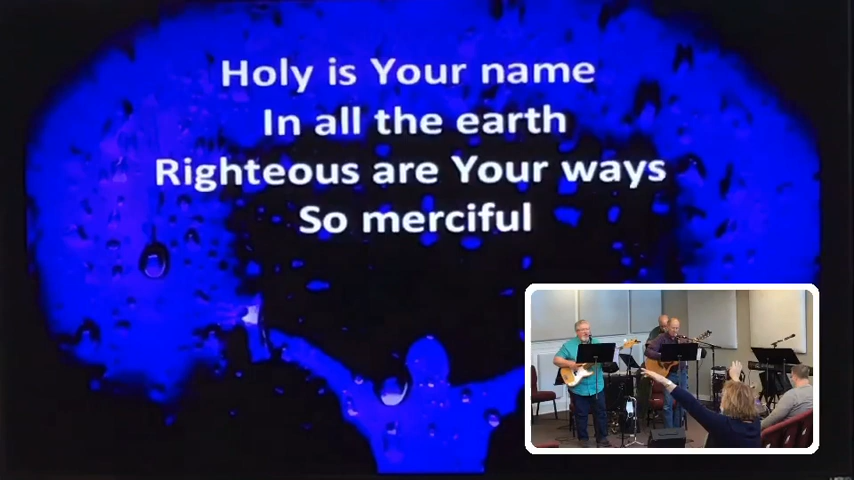 Holy is Your name
In all the earth
Righteous are Your ways
So merciful